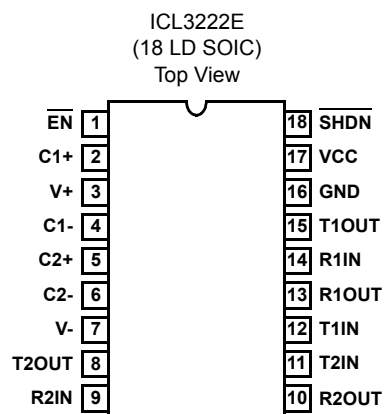 ICL3222E
(18 LD SOIC)
Top View
EN 1 18 SHDN
C1+ 2 17 VCC
V+ 3 16 GND
C1- 4 15 T1OUT
C2+ 5 14 R1IN
C2- 6 13 R1OUT
V- 7 12 T1IN
T2OUT 8 11 T2IN
R2IN 9 10 R2OUT